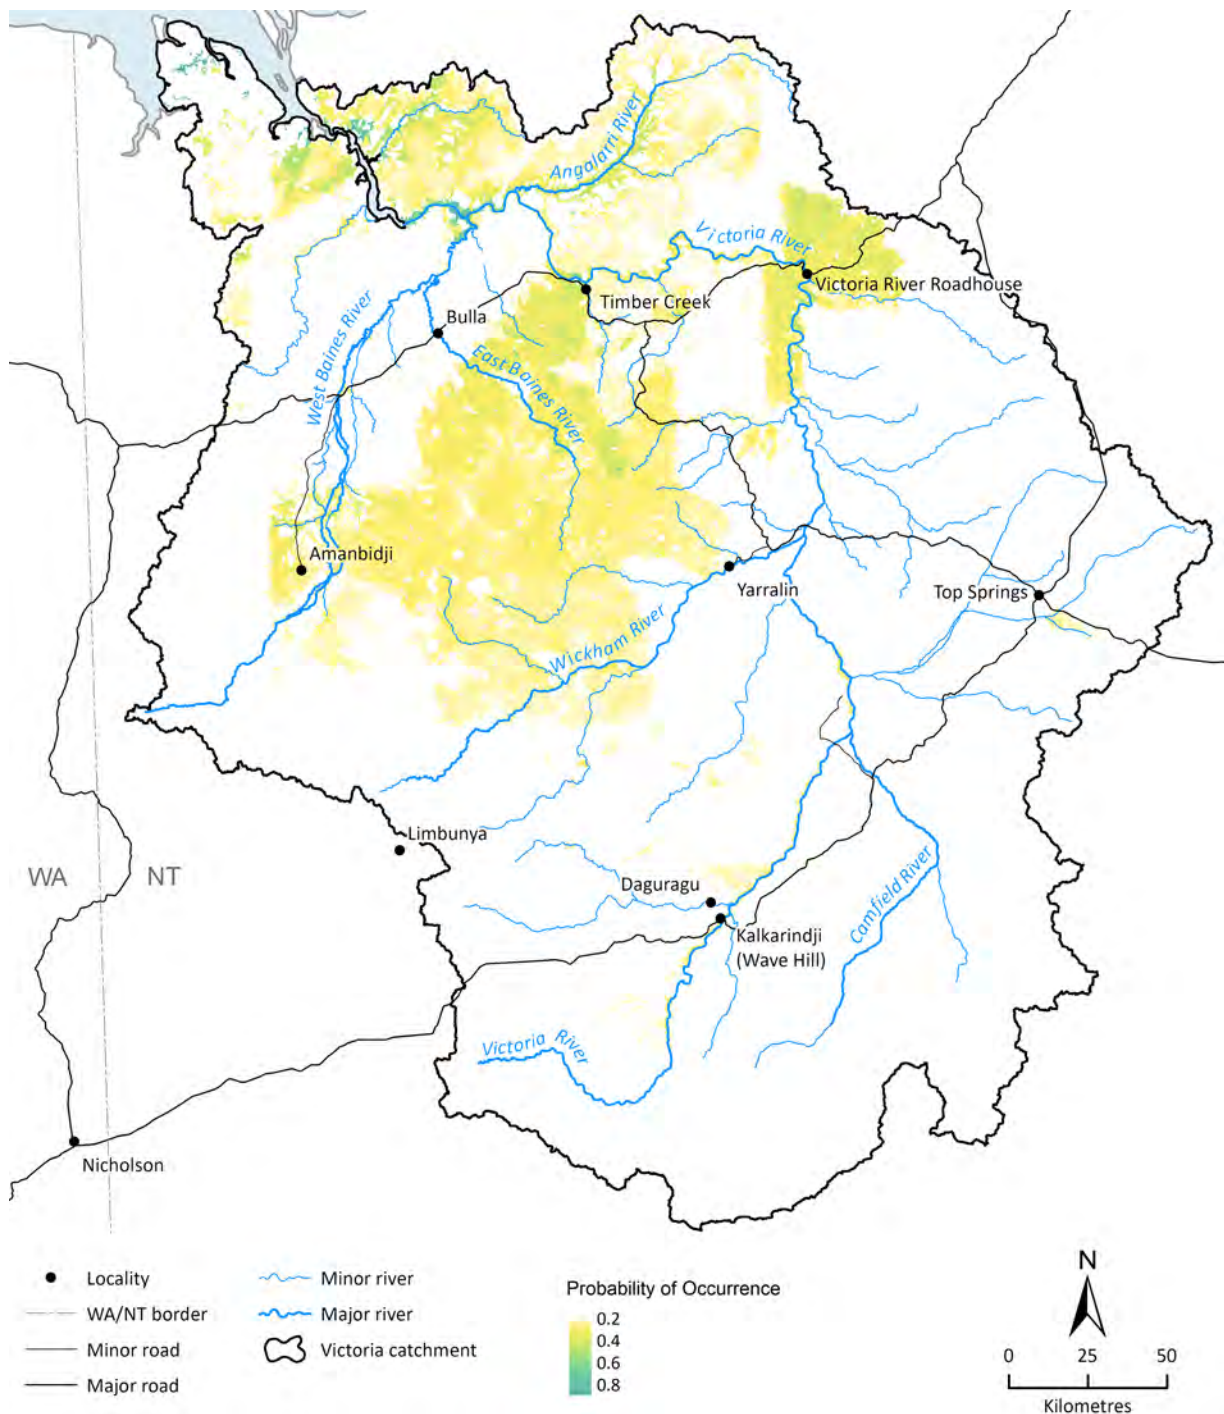 Angalarri River
Victoria River
Victoria River Roadhouse
Timber Creek
Bulla
West Baines River
East Baines River
Amanbidji
Yarralin
Top Springs
Wickham River
Limbunya
WA
NT
Daguragu
Camfield River
Kalkarindji
(Wave Hill)
Victoria River
Nicholson
Locality
WA/NT border
Minor road
Major road
Minor river
Major river
Victoria catchment
Probability of Occurrence
0.2
0.4
0.6
0.8
N
0 25 50
Kilometres